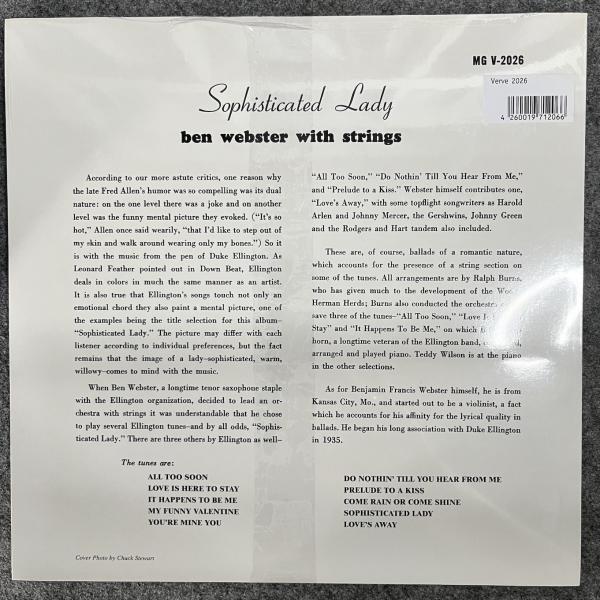 MG V-2026
Verve 2026
4 260019 712066
Sophisticated Lady
ben webster with strings
According to our more astute critics, one reason why
the late Fred Allen's humor was so compelling was its dual
nature: on the one level there was a joke and on another
level was the funny mental picture they evoked. ("It's so
hot," Allen once said wearily, "that I'd like to step out of
my skin and walk around wearing only my bones.") So it
is with the music from the pen of Duke Ellington. As
Leonard Feather pointed out in Down Beat, Ellington
deals in colors in much the same manner as an artist.
It is also true that Ellington's songs touch not only an
emotional chord they also paint a mental picture, one of
the examples being the title selection for this album–
"Sophisticated Lady." The picture may differ with each
listener according to individual preferences, but the fact
remains that the image of a lady–sophisticated, warm,
willowy–comes to mind with the music.
When Ben Webster, a longtime tenor saxophone staple
with the Ellington organization, decided to lead an or-
chestra with strings it was understandable that he chose
to play several Ellington tunes–and by all odds, "Sophis-
ticated Lady." There are three others by Ellington as well–
"All Too Soon," "Do Nothin' Till You Hear From Me,"
and "Prelude to a Kiss." Webster himself contributes one,
"Love's Away," with some topflight songwriters as Harold
Arlen and Johnny Mercer, the Gershwins, Johnny Green
and the Rodgers and Hart tandem also included.
These are, of course, ballads of a romantic nature,
which accounts for the presence of a string section on
some of the tunes. All arrangements are by Ralph Burns,
who has given much to the development of the
Herman Herds; Burns also conducted the
save three of the tunes–"All Too Soon," "Love
Stay" and "It Happens To Be Me," on which
horn, a longtime veteran of the Ellington band,
arranged and played piano. Teddy Wilson is at the piano
in the other selections.
As for Benjamin Francis Webster himself, he is from
Kansas City, Mo., and started out to be a violinist, a fact
which accounts for his affinity for the lyrical quality in
ballads. He began his long association with Duke Ellington
in 1935.
The tunes are:
ALL TOO SOON
LOVE IS HERE TO STAY
IT HAPPENS TO BE ME
MY FUNNY VALENTINE
YOU'RE MINE YOU
DO NOTHIN' TILL YOU HEAR FROM ME
PRELUDE TO A KISS
COME RAIN OR COME SHINE
SOPHISTICATED LADY
LOVE'S AWAY
Cover Photo by Chuck Stewart